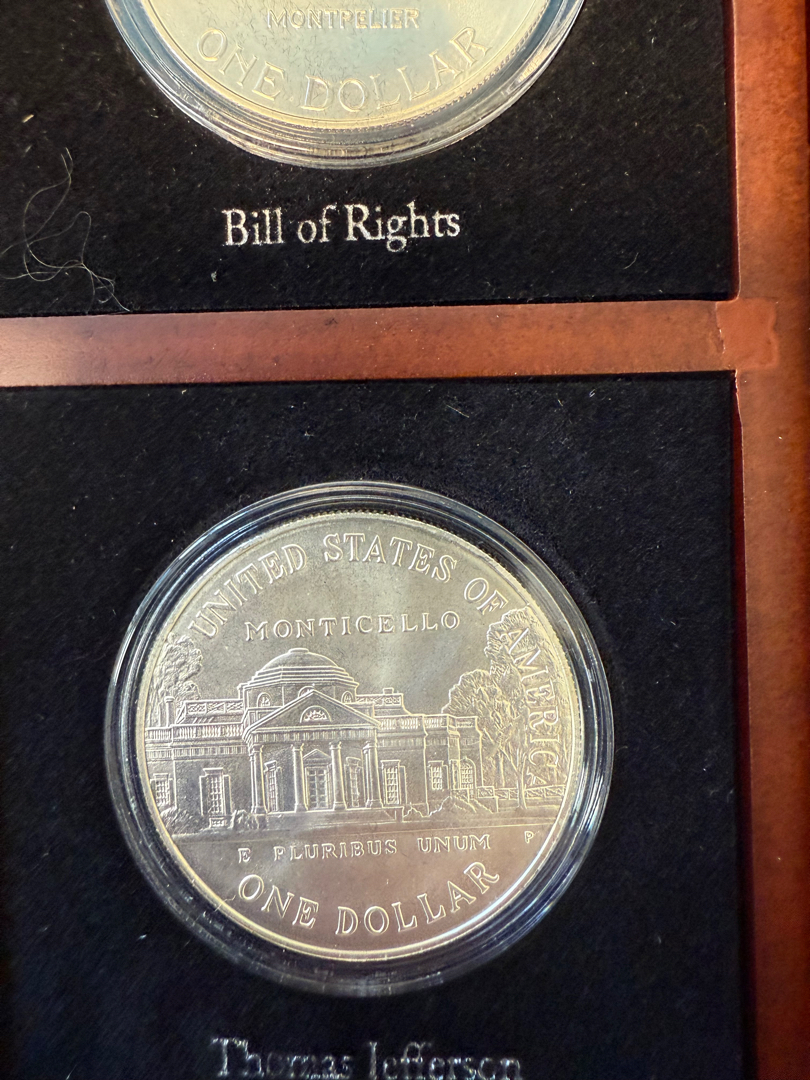 MONTPELIER
ONE DOLLAR
Bill of Rights
UNITED STATES OF AMERICA
MONTICELLO
E PLURIBUS UNUM
P
ONE DOLLAR
Thomas Jefferson